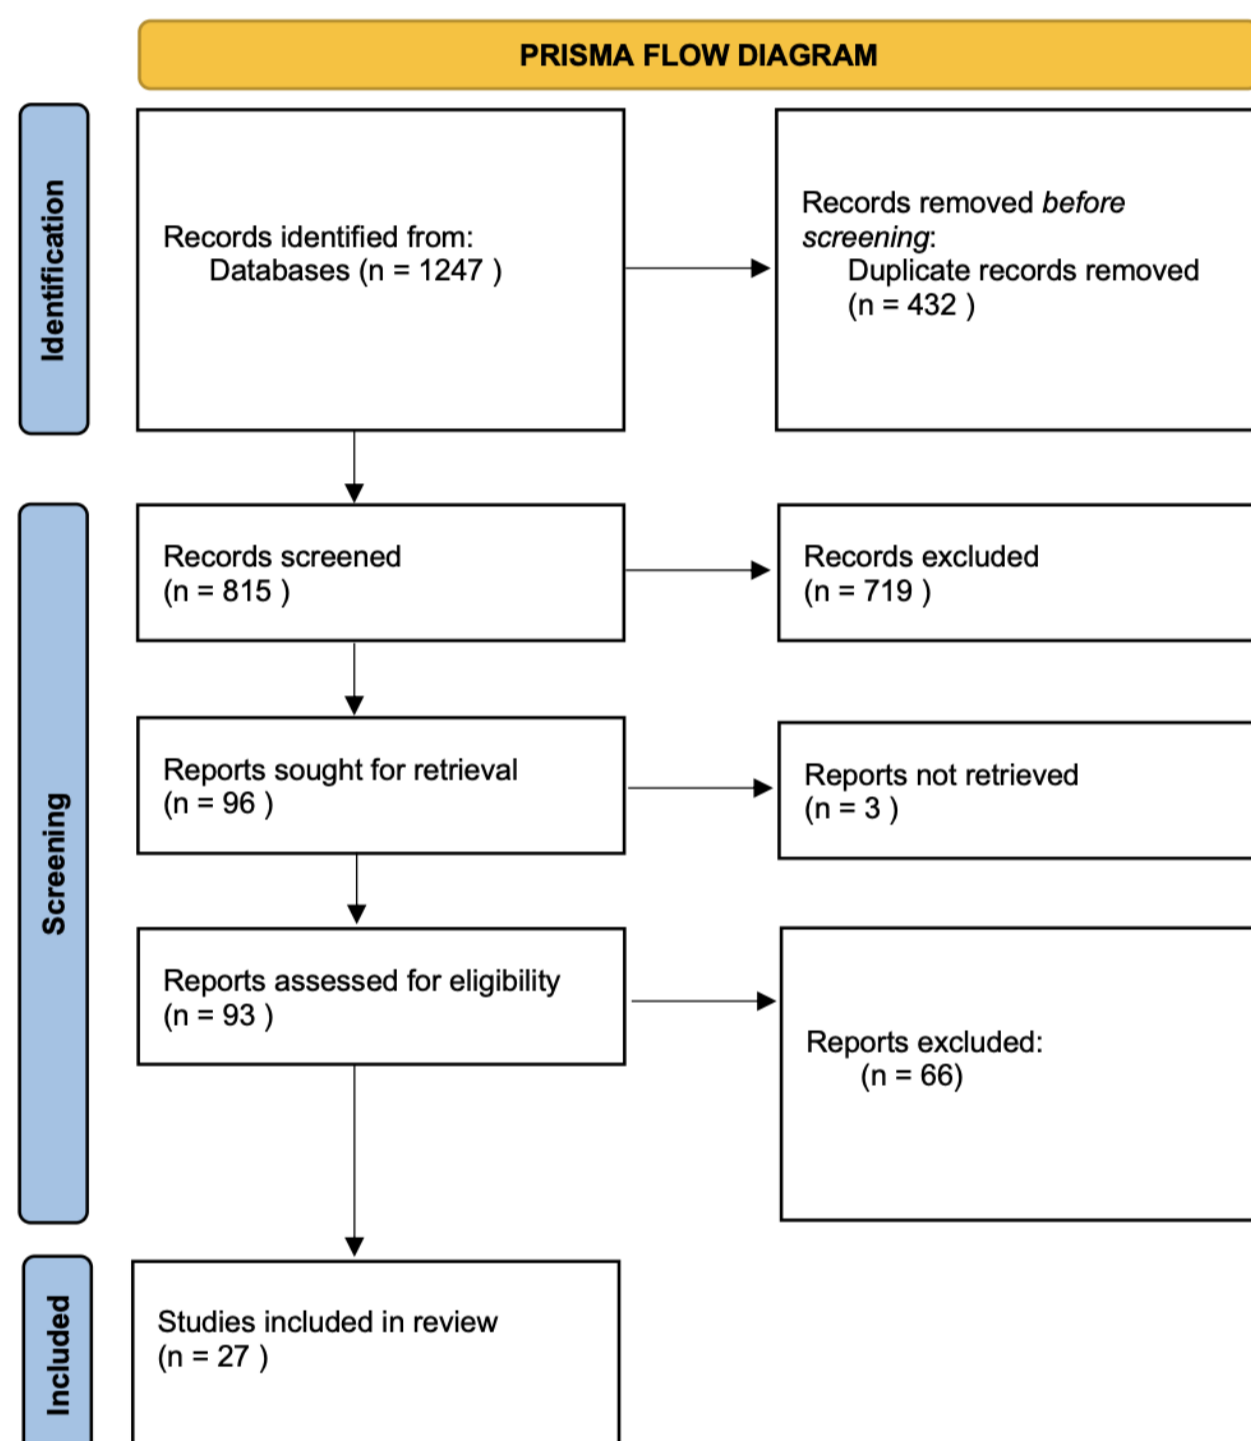 PRISMA FLOW DIAGRAM
Identification
Records identified from:
Databases (n = 1247 )
Records removed before
screening:
Duplicate records removed
(n = 432 )
Screening
Records screened
(n = 815 )
Records excluded
(n = 719 )
Reports sought for retrieval
(n = 96 )
Reports not retrieved
(n = 3 )
Reports assessed for eligibility
(n = 93 )
Reports excluded:
(n = 66)
Included
Studies included in review
(n = 27 )